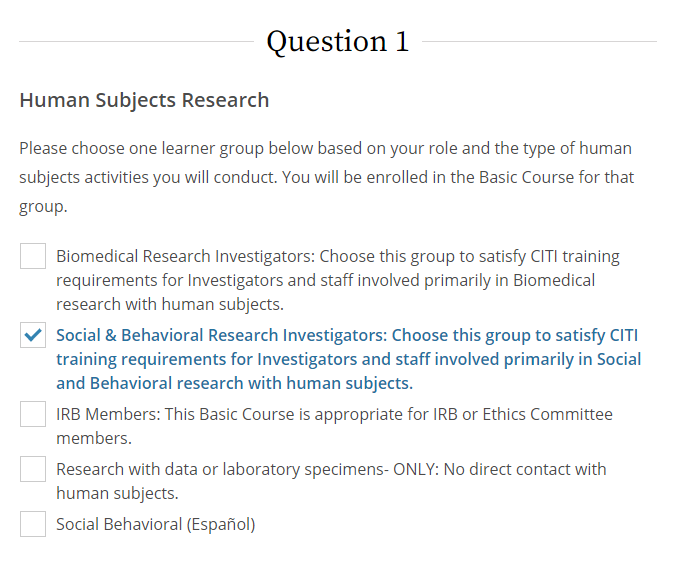 Question 1
Human Subjects Research
Please choose one learner group below based on your role and the type of human
subjects activities you will conduct. You will be enrolled in the Basic Course for that
group.
Biomedical Research Investigators: Choose this group to satisfy CITI training
requirements for Investigators and staff involved primarily in Biomedical
research with human subjects.
Social & Behavioral Research Investigators: Choose this group to satisfy CITI
training requirements for Investigators and staff involved primarily in Social
and Behavioral research with human subjects.
IRB Members: This Basic Course is appropriate for IRB or Ethics Committee
members.
Research with data or laboratory specimens- ONLY: No direct contact with
human subjects.
Social Behavioral (Español)